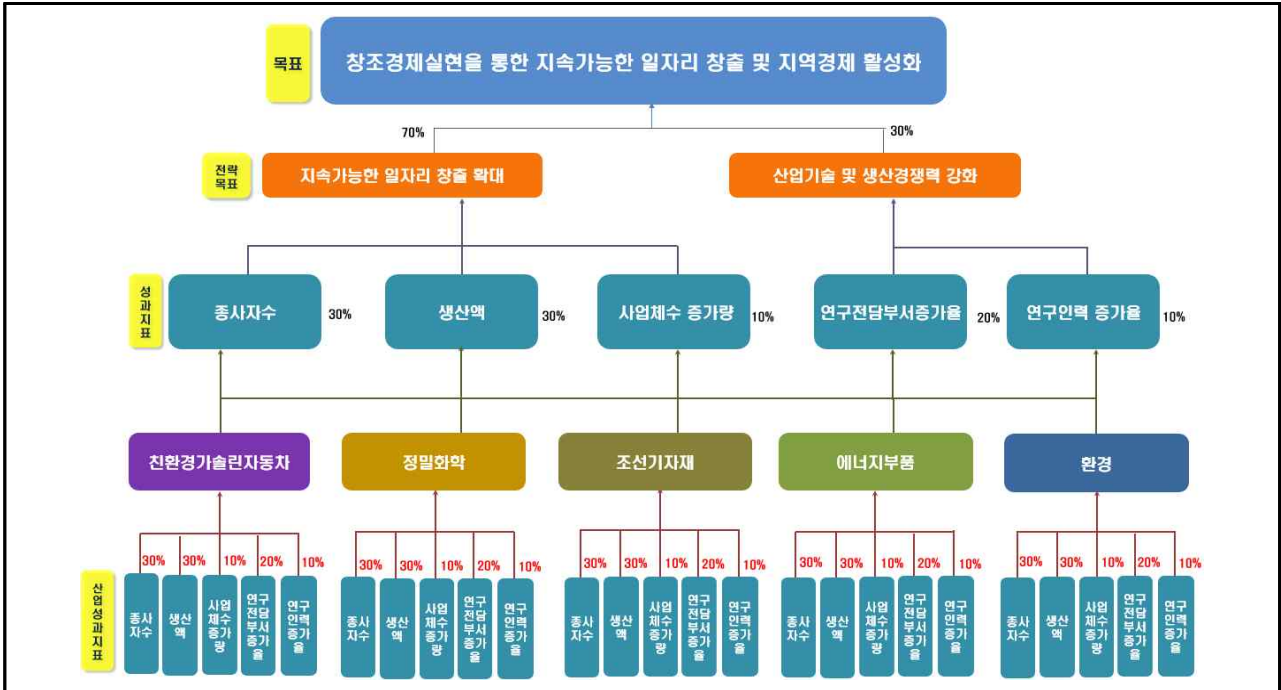 목표
창조경제실현을 통한 지속가능한 일자리 창출 및 지역경제 활성화
70%
30%
전략
목표
지속가능한 일자리 창출 확대
산업기술 및 생산경쟁력 강화
성과지표
종사자수
30%
생산액
30%
사업체수 증가량
10%
연구전담부서증가율
20%
연구인력 증가율
10%
친환경가솔린자동차
정밀화학
조선기자재
에너지부품
환경
30%
30%
10%
20%
10%
30%
30%
10%
20%
10%
30%
30%
10%
20%
10%
30%
30%
10%
20%
10%
30%
30%
10%
20%
10%
산업성과지표
종사
자수
생산
액
사업
체수
증가
량
연구
전담
부서
증가
율
연구
인력
증가
율
종사
자수
생산
액
사업
체수
증가
량
연구
전담
부서
증가
율
연구
인력
증가
율
종사
자수
생산
액
사업
체수
증가
량
연구
전담
부서
증가
율
연구
인력
증가
율
종사
자수
생산
액
사업
체수
증가
량
연구
전담
부서
증가
율
연구
인력
증가
율
종사
자수
생산
액
사업
체수
증가
량
연구
전담
부서
증가
율
연구
인력
증가
율